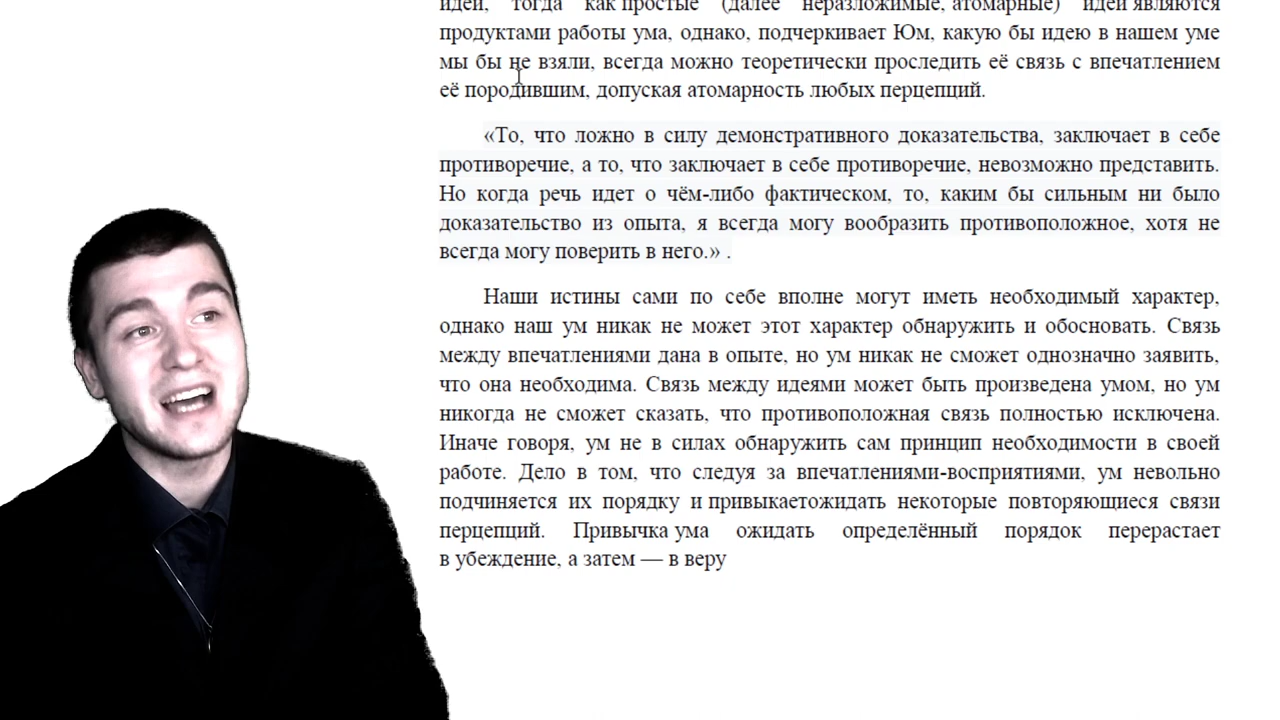 идеи, тогда как простые (далее неразложимые, атомарные) идеи являются
продуктами работы ума, однако, подчеркивает Юм, какую бы идею в нашем уме
мы бы не взяли, всегда можно теоретически проследить её связь с впечатлением
её породившим, допуская атомарность любых перцепций.
«То, что ложно в силу демонстративного доказательства, заключает в себе
противоречие, а то, что заключает в себе противоречие, невозможно представить.
Но когда речь идет о чём-либо фактическом, то, каким бы сильным ни было
доказательство из опыта, я всегда могу вообразить противоположное, хотя не
всегда могу поверить в него.» .
Наши истины сами по себе вполне могут иметь необходимый характер,
однако наш ум никак не может этот характер обнаружить и обосновать. Связь
между впечатлениями дана в опыте, но ум никак не сможет однозначно заявить,
что она необходима. Связь между идеями может быть произведена умом, но ум
никогда не сможет сказать, что противоположная связь полностью исключена.
Иначе говоря, ум не в силах обнаружить сам принцип необходимости в своей
работе. Дело в том, что следуя за впечатлениями-восприятиями, ум невольно
подчиняется их порядку и привыкаетожидать некоторые повторяющиеся связи
перцепций. Привычка ума ожидать определённый порядок перерастает
в убеждение, а затем — в веру